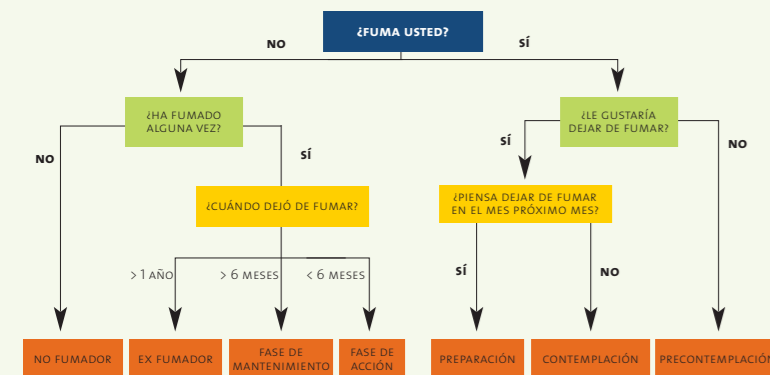 ¿FUMA USTED?
NO
SÍ
¿HA FUMADO
ALGUNA VEZ?
¿LE GUSTARÍA
DEJAR DE FUMAR?
NO
SÍ
SÍ
NO
¿CUÁNDO DEJÓ DE FUMAR?
¿PIENSA DEJAR DE FUMAR
EN EL MES PRÓXIMO MES?
> 1 AÑO
> 6 MESES
< 6 MESES
SÍ
NO
NO FUMADOR
EX FUMADOR
FASE DE
MANTENIMIENTO
FASE DE
ACCIÓN
PREPARACIÓN
CONTEMPLACIÓN
PRECONTEMPLACIÓN